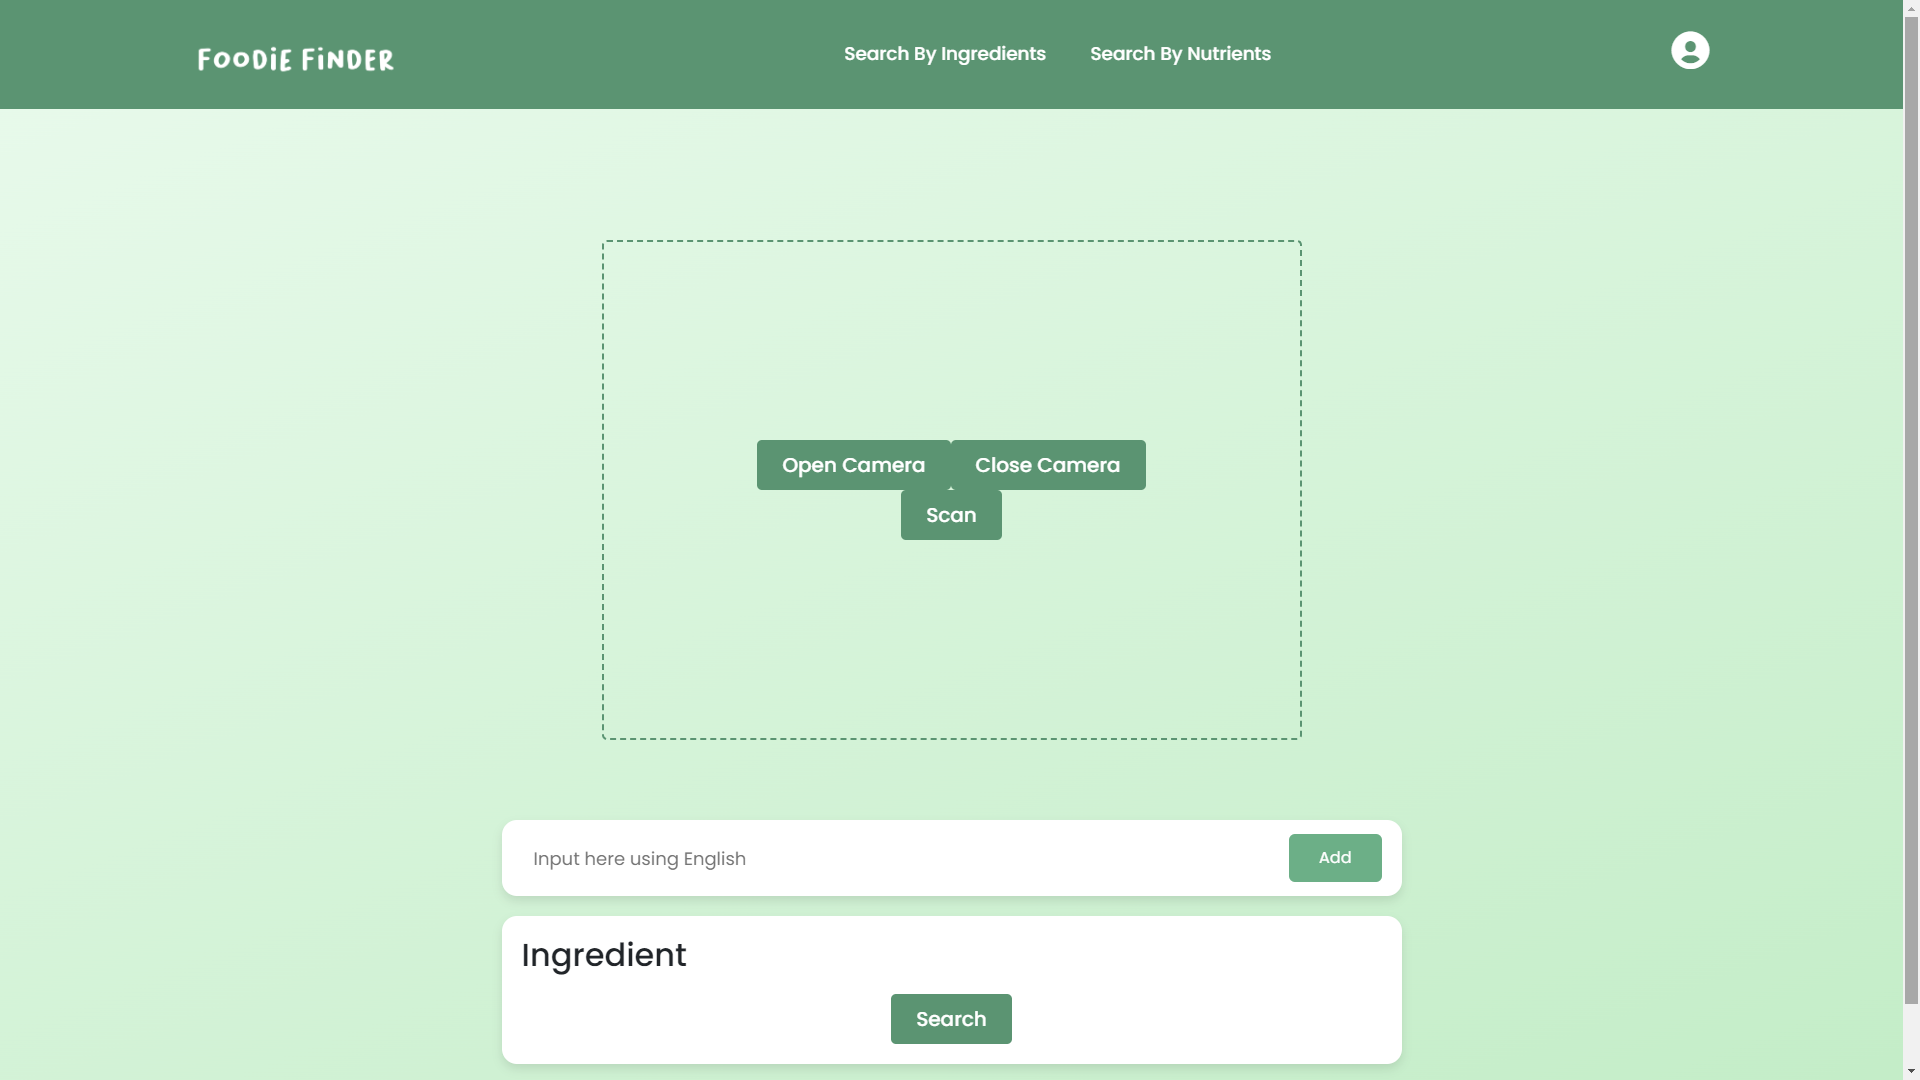 FOODiE FiNDER
Search By Ingredients
Search By Nutrients
Open Camera
Close Camera
Scan
Input here using English
Add
Ingredient
Search